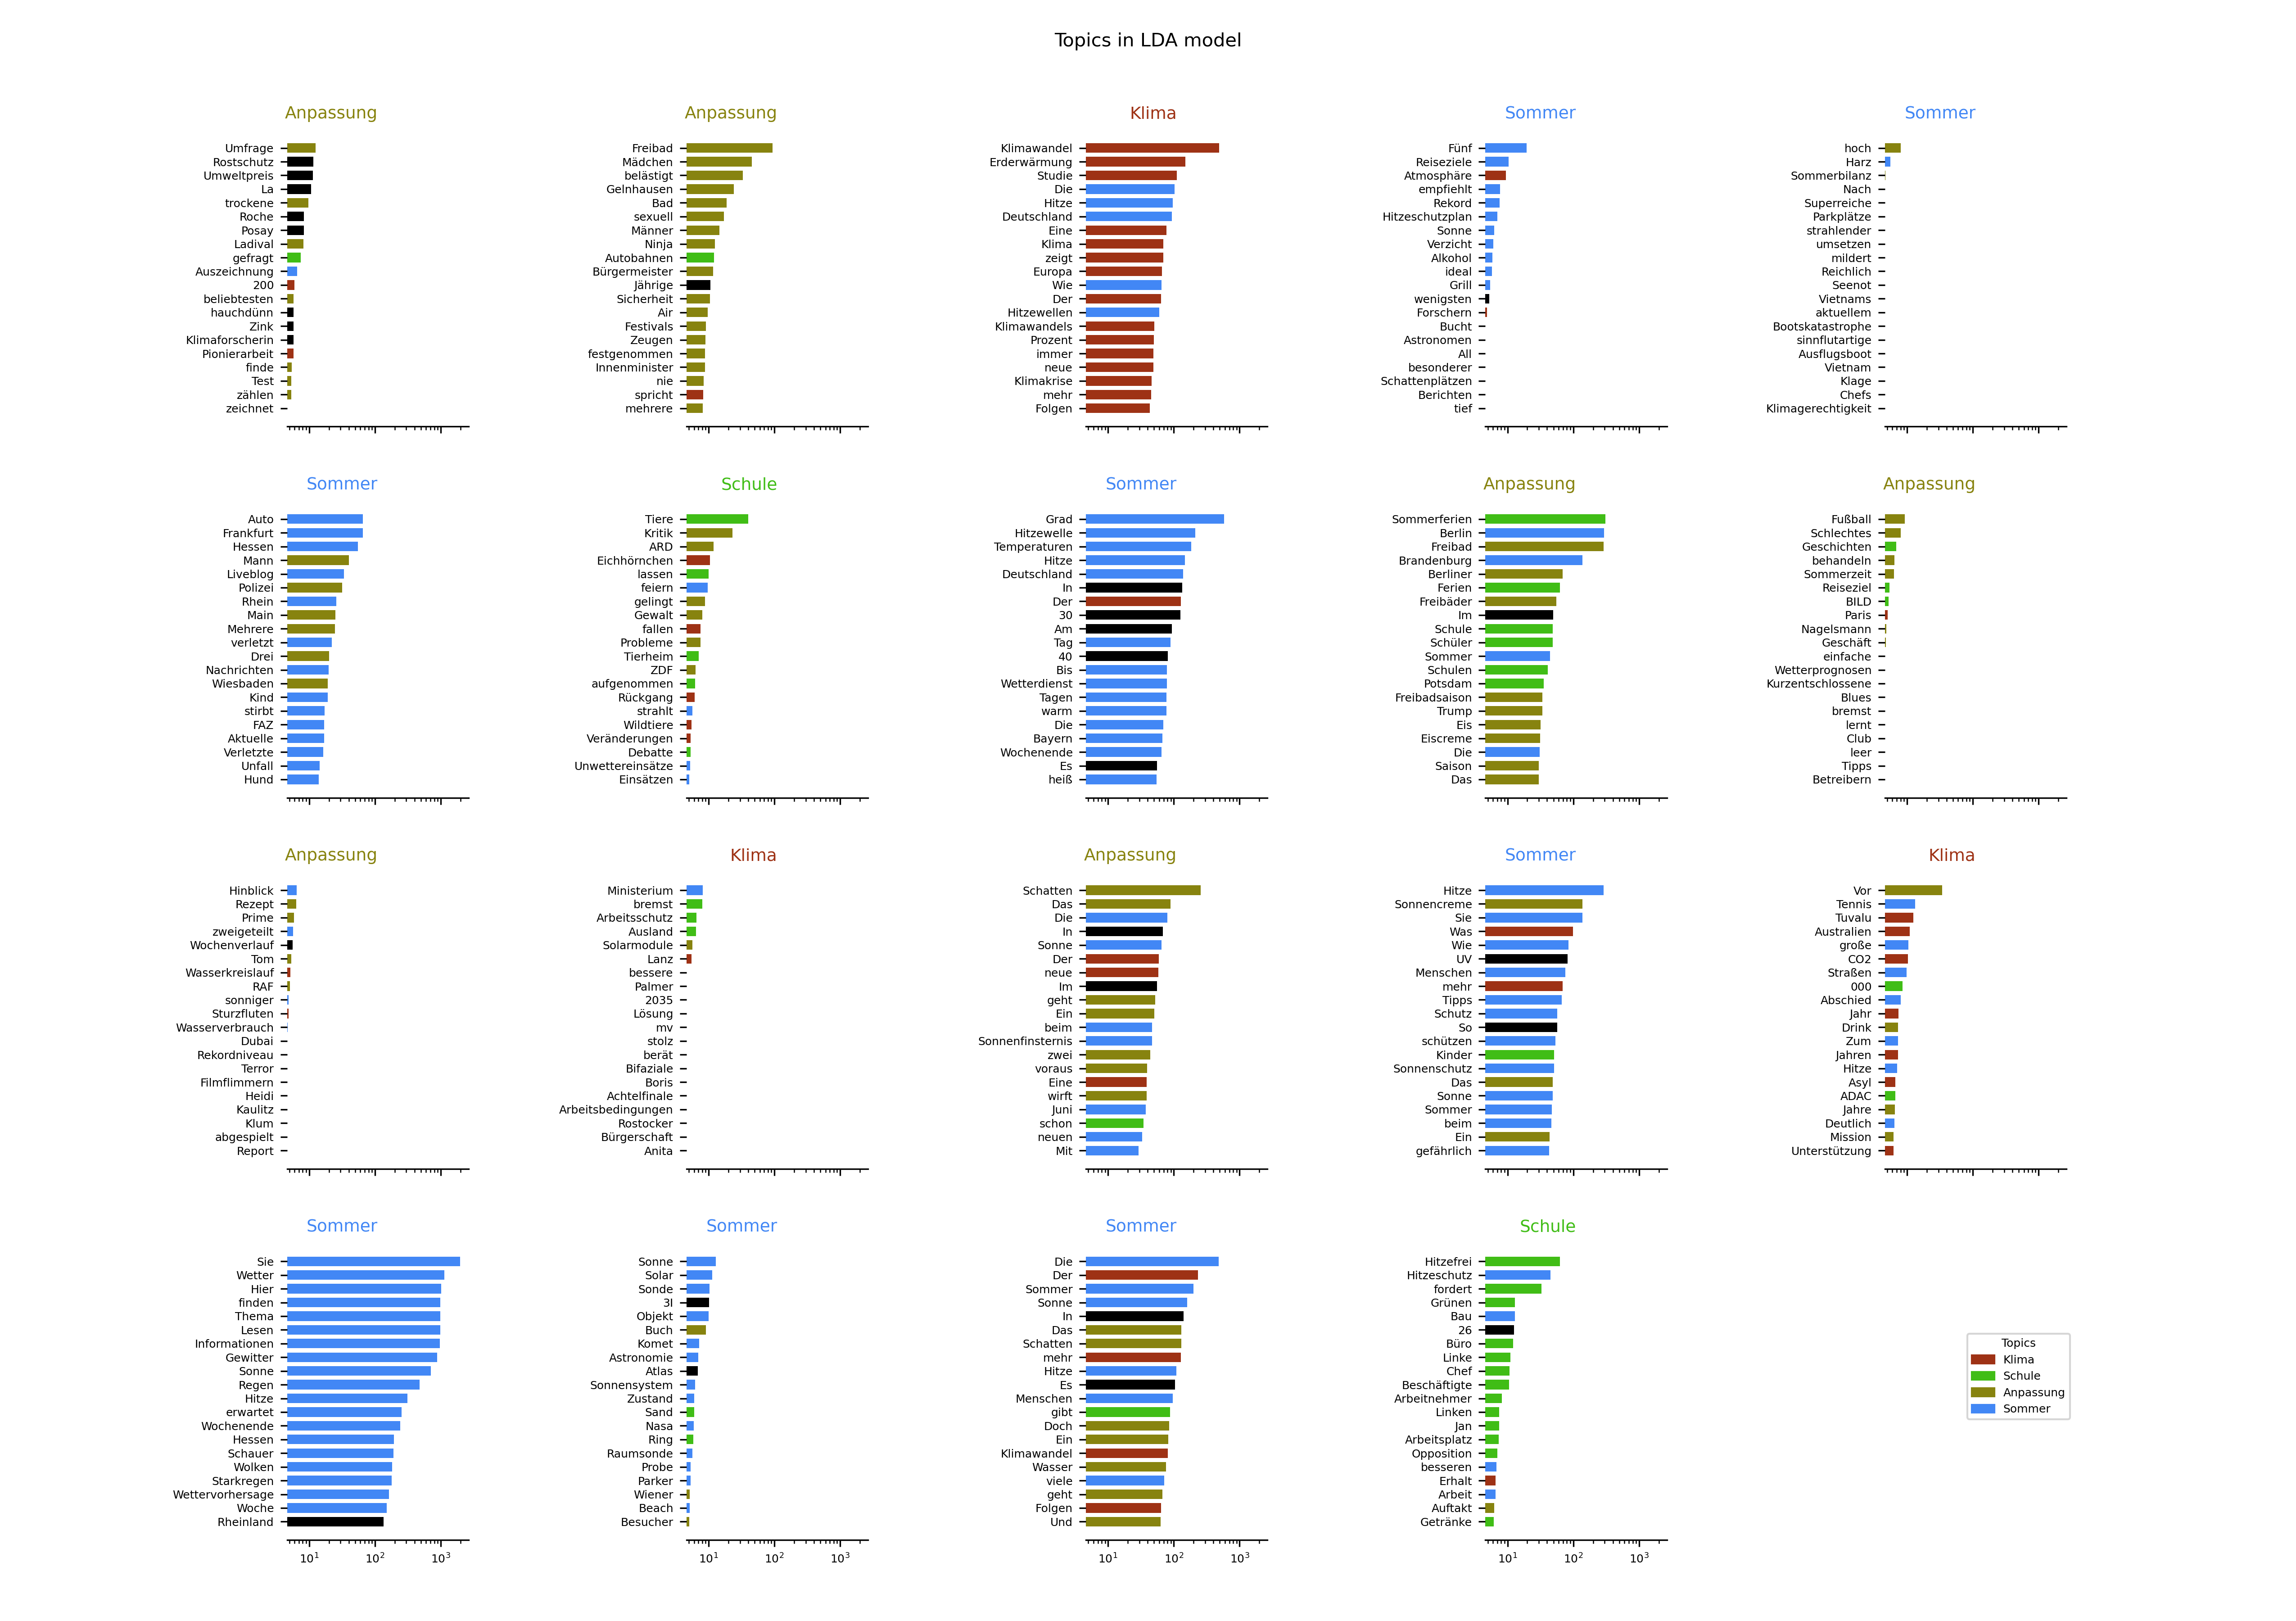 Topics in LDA model
Anpassung
Umfrage
Rostschutz
Umweltpreis
La
trockene
Roche
Posay
Ladival
gefragt
Auszeichnung
200
beliebtesten
hauchdünn
Zink
Klimaforscherin
Pionierarbeit
finde
Test
zählen
zeichnet
Anpassung
Freibad
Mädchen
belästigt
Gelnhausen
Bad
sexuell
Männer
Ninja
Autobahnen
Bürgermeister
Jährige
Sicherheit
Air
Festivals
Zeugen
festgenommen
Innenminister
nie
spricht
mehrere
Klima
Klimawandel
Erderwärmung
Studie
Die
Hitze
Deutschland
Eine
Klima
zeigt
Europa
Wie
Der
Hitzewellen
Klimawandels
Prozent
immer
neue
Klimakrise
mehr
Folgen
Sommer
Fünf
Reiseziele
Atmosphäre
empfiehlt
Rekord
Hitzeschutzplan
Sonne
Verzicht
Alkohol
ideal
Grill
wenigsten
Forschern
Bucht
Astronomen
All
besonderer
Schattenplätzen
Berichten
tief
Sommer
hoch
Harz
Sommerbilanz
Nach
Superreiche
Parkplätze
strahlender
umsetzen
mildert
Reichlich
Seenot
Vietnams
aktuellem
Bootskatastrophe
sinnflutartige
Ausflugsboot
Vietnam
Klage
Chefs
Klimagerechtigkeit
Sommer
Auto
Frankfurt
Hessen
Mann
Liveblog
Polizei
Rhein
Main
Mehrere
verletzt
Drei
Nachrichten
Wiesbaden
Kind
stirbt
FAZ
Aktuelle
Verletzte
Unfall
Hund
Schule
Tiere
Kritik
ARD
Eichhörnchen
lassen
feiern
gelingt
Gewalt
fallen
Probleme
Tierheim
ZDF
aufgenommen
Rückgang
strahlt
Wildtiere
Veränderungen
Debatte
Unwettereinsätze
Einsätzen
Sommer
Grad
Hitzewelle
Temperaturen
Hitze
Deutschland
In
Der
30
Am
Tag
40
Bis
Wetterdienst
Tagen
warm
Die
Bayern
Wochenende
Es
heiß
Anpassung
Sommerferien
Berlin
Freibad
Brandenburg
Berliner
Ferien
Freibäder
Im
Schule
Schüler
Sommer
Schulen
Potsdam
Freibadsaison
Trump
Eis
Eiscreme
Die
Saison
Das
Anpassung
Fußball
Schlechtes
Geschichten
behandeln
Sommerzeit
Reiseziel
BILD
Paris
Nagelsmann
Geschäft
einfache
Wetterprognosen
Kurzentschlossene
Blues
bremst
lernt
Club
leer
Tipps
Betreibern
Anpassung
Hinblick
Rezept
Prime
zweigeteilt
Wochenverlauf
Tom
Wasserkreislauf
RAF
sonniger
Sturzfluten
Wasserverbrauch
Dubai
Rekordniveau
Terror
Filmflimmern
Heidi
Kaulitz
Klum
abgespielt
Report
Klima
Ministerium
bremst
Arbeitsschutz
Ausland
Solarmodule
Lanz
bessere
Palmer
2035
Lösung
mv
stolz
berät
Bifaziale
Boris
Achtelfinale
Arbeitsbedingungen
Rostocker
Bürgerschaft
Anita
Anpassung
Schatten
Das
Die
In
Sonne
Der
neue
Im
geht
Ein
beim
Sonnenfinsternis
zwei
voraus
Eine
wirft
Juni
schon
neuen
Mit
Sommer
Hitze
Sonnencreme
Sie
Was
Wie
UV
Menschen
mehr
Tipps
Schutz
So
schützen
Kinder
Sonnenschutz
Das
Sonne
Sommer
beim
Ein
gefährlich
Klima
Vor
Tennis
Tuvalu
Australien
große
CO2
Straßen
000
Abschied
Jahr
Drink
Zum
Jahren
Hitze
Asyl
ADAC
Jahre
Deutlich
Mission
Unterstützung
Sommer
Sie
Wetter
Hier
finden
Thema
Lesen
Informationen
Gewitter
Sonne
Regen
Hitze
erwartet
Wochenende
Hessen
Schauer
Wolken
Starkregen
Wettervorhersage
Woche
Rheinland
10¹ 10² 10³
Sommer
Sonne
Solar
Sonde
3I
Objekt
Buch
Komet
Astronomie
Atlas
Sonnensystem
Zustand
Sand
Nasa
Ring
Raumsonde
Probe
Parker
Wiener
Beach
Besucher
10¹ 10² 10³
Sommer
Die
Der
Sommer
Sonne
In
Das
Schatten
mehr
Hitze
Es
Menschen
gibt
Doch
Ein
Klimawandel
Wasser
viele
geht
Folgen
Und
10¹ 10² 10³
Schule
Hitzefrei
Hitzeschutz
fordert
Grünen
Bau
26
Büro
Linke
Chef
Beschäftigte
Arbeitnehmer
Linken
Jan
Arbeitsplatz
Opposition
besseren
Erhalt
Arbeit
Auftakt
Getränke
10¹ 10² 10³
Topics
Klima
Schule
Anpassung
Sommer